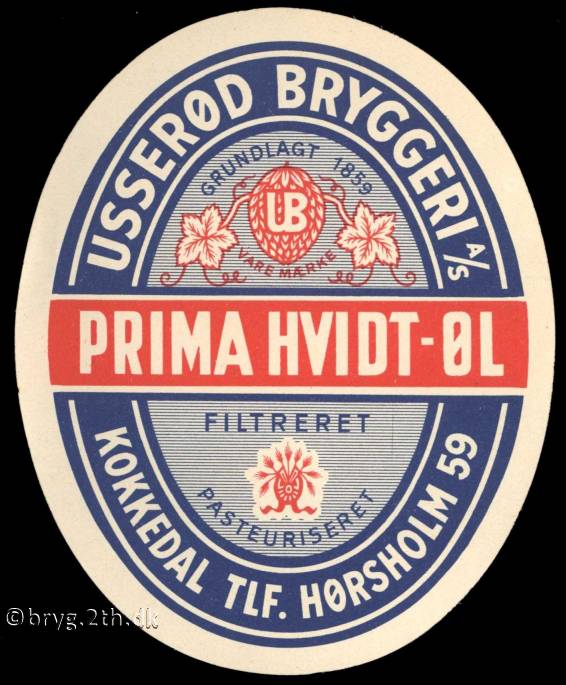 USSERØD BRYGGERI A/S
GRUNDLAGT 1859
UB
VARE MÆRKE
PRIMA HVIDT-ØL
FILTRERET
PASTEURISERET
KOKKEDAL TLF. HØRSHOLM 59
©bryg.2th.dk